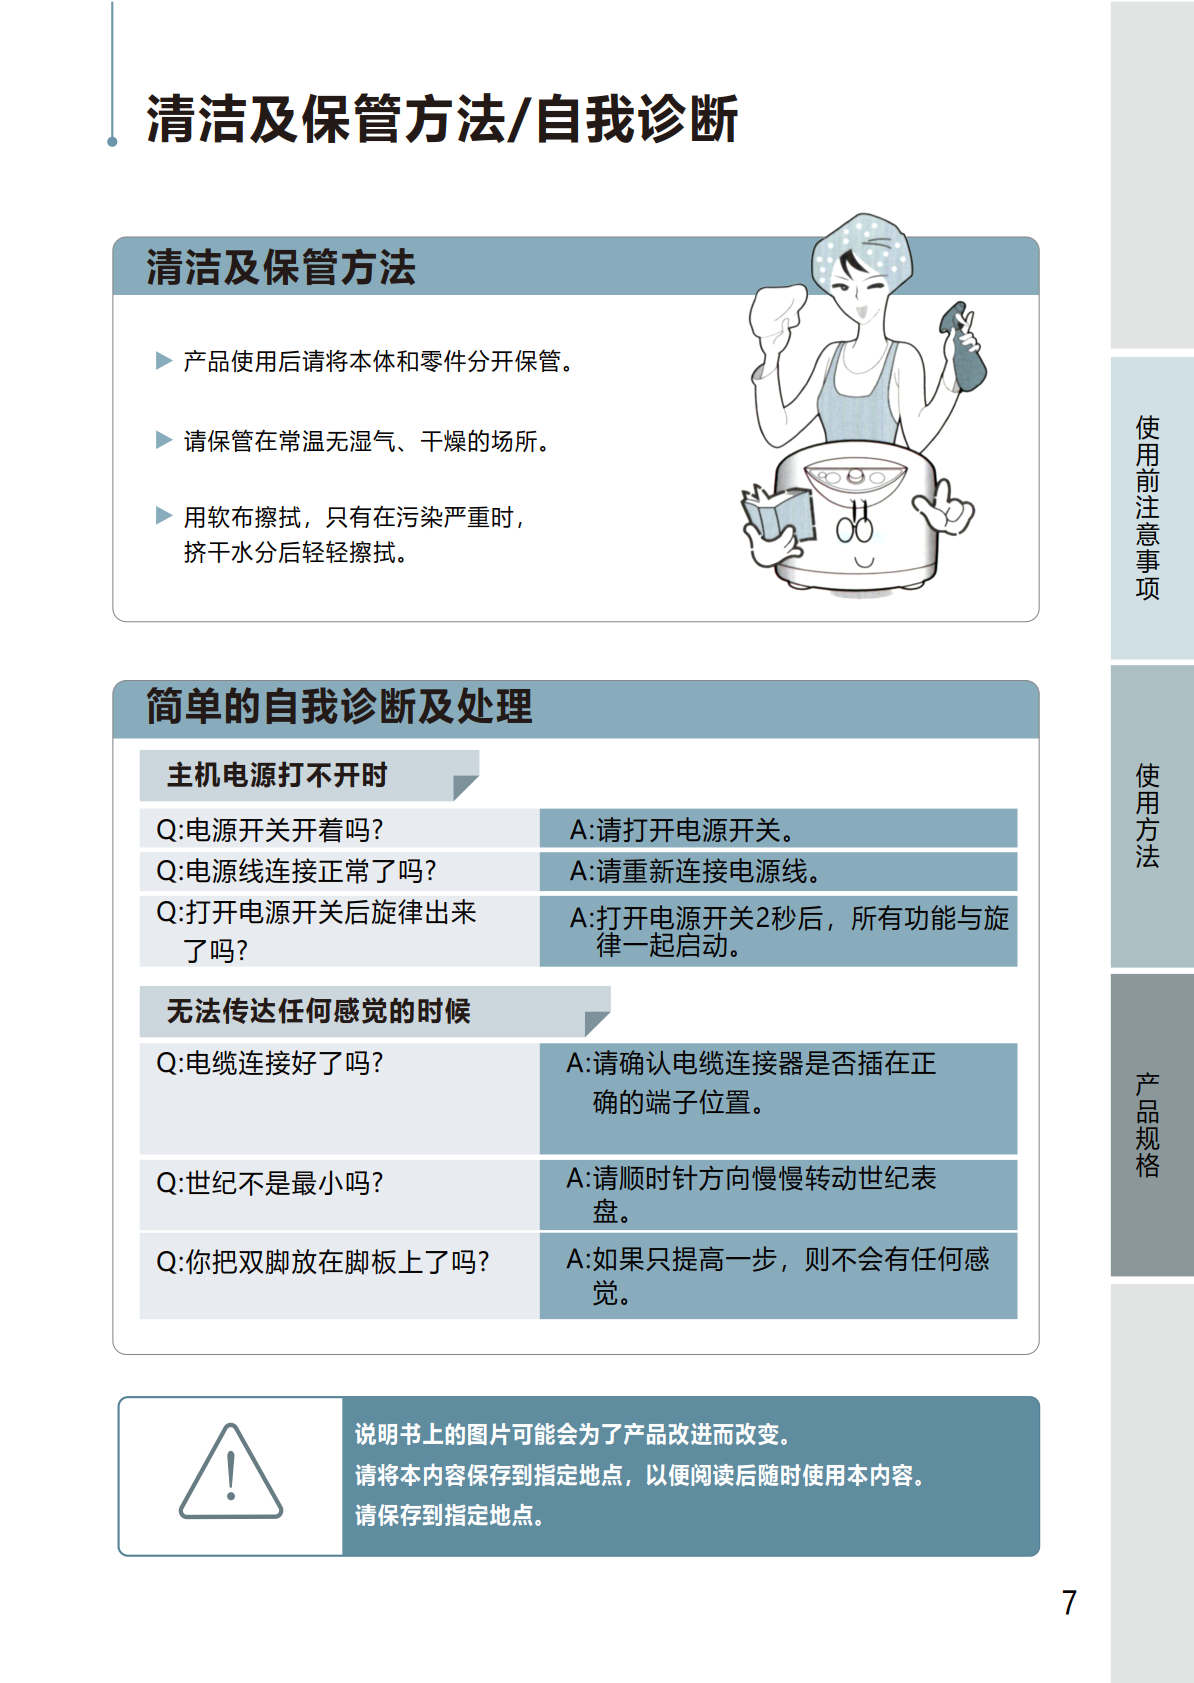 清洁及保管方法/自我诊断
清洁及保管方法
产品使用后请将本体和零件分开保管。
请保管在常温无湿气、干燥的场所。
用软布擦拭，只有在污染严重时，
挤干水分后轻轻擦拭。
简单的自我诊断及处理
主机电源打不开时
Q:电源开关开着吗?
A:请打开电源开关。
Q:电源线连接正常了吗?
A:请重新连接电源线。
Q:打开电源开关后旋律出来
了吗?
A:打开电源开关2秒后，所有功能与旋
律一起启动。
无法传达任何感觉的时候
Q:电缆连接好了吗?
A:请确认电缆连接器是否插在正
确的端子位置。
Q:世纪不是最小吗?
A:请顺时针方向慢慢转动世纪表
盘。
Q:你把双脚放在脚板上了吗?
A:如果只提高一步，则不会有任何感
觉。
说明书上的图片可能会为了产品改进而改变。
请将本内容保存到指定地点，以便阅读后随时使用本内容。
请保存到指定地点。
使用前注意事项
使用方法
产品规格
7